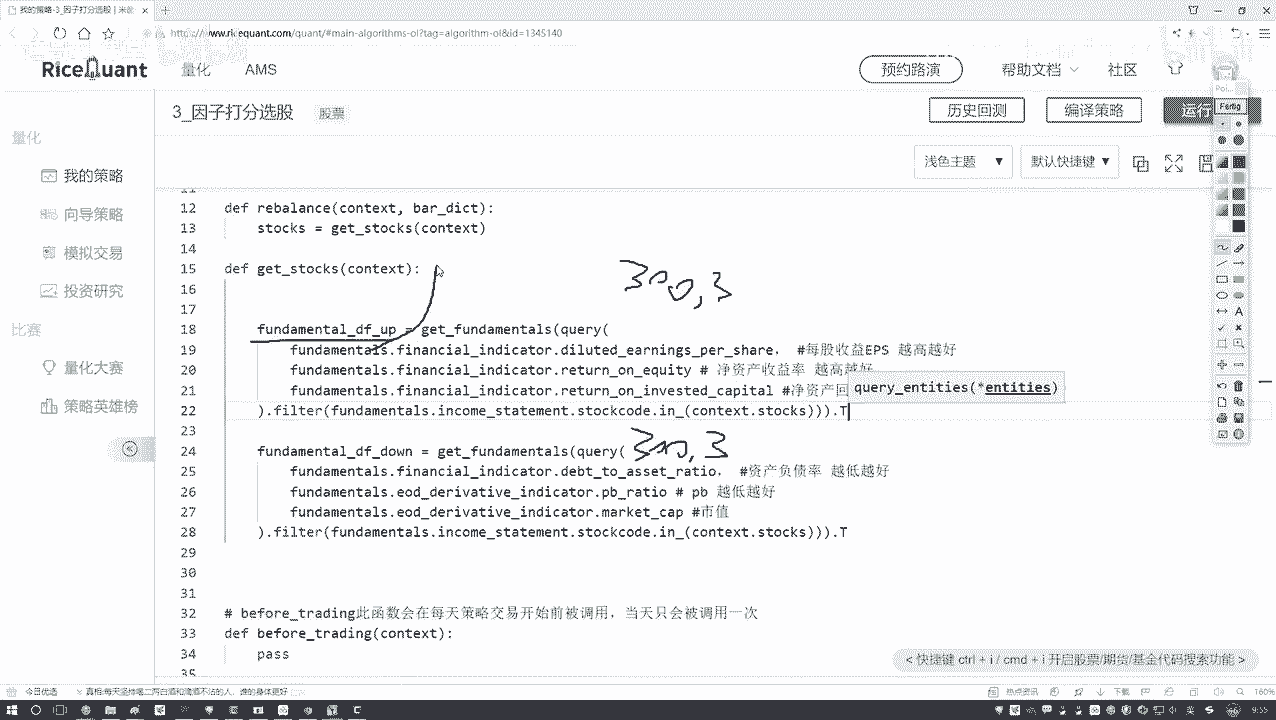 我的策略-3_因子打分选股 | 米
www.ricequant.com/quant/#main-algorithms-ol?tag=algorithm-ol&id=1345140
RiceQuant 量化 AMS 预约路演 帮助文档 社区
3_因子打分选股 股票 历史回测 编译策略 运行
Fertig
量化
浅色主题 ▼ 默认快捷键 ▼
我的策略
向导策略
模拟交易
投资研究
比赛
量化大赛
策略英雄榜
12 def rebalance(context, bar_dict):
13 stocks = get_stocks(context)
14
15 def get_stocks(context):
300,3
16
17
18 fundamental_df_up = get_fundamentals(query(
19 fundamentals.financial_indicator.diluted_earnings_per_share, #每股收益EPS 越高越好
20 fundamentals.financial_indicator.return_on_equity # 净资产收益率 越高越好
21 fundamentals.financial_indicator.return_on_invested_capital #净资产回
query_entities(*entities)
22 ).filter(fundamentals.income_statement.stockcode.in_(context.stocks))).T
23
24 fundamental_df_down = get_fundamentals(query( 300,3
25 fundamentals.financial_indicator.debt_to_asset_ratio, #资产负债率 越低越好
26 fundamentals.eod_derivative_indicator.pb_ratio # pb 越低越好
27 fundamentals.eod_derivative_indicator.market_cap #市值
28 ).filter(fundamentals.income_statement.stockcode.in_(context.stocks))).T
29
30
31
32 # before_trading此函数会在每天策略交易开始前被调用，当天只会被调用一次
33 def before_trading(context):
34 pass
35
< 快捷键 ctrl + i / cmd + i 开启股票/期货/基金代码搜索功能 >
今日优选 热点资讯 下载 160%
9:55